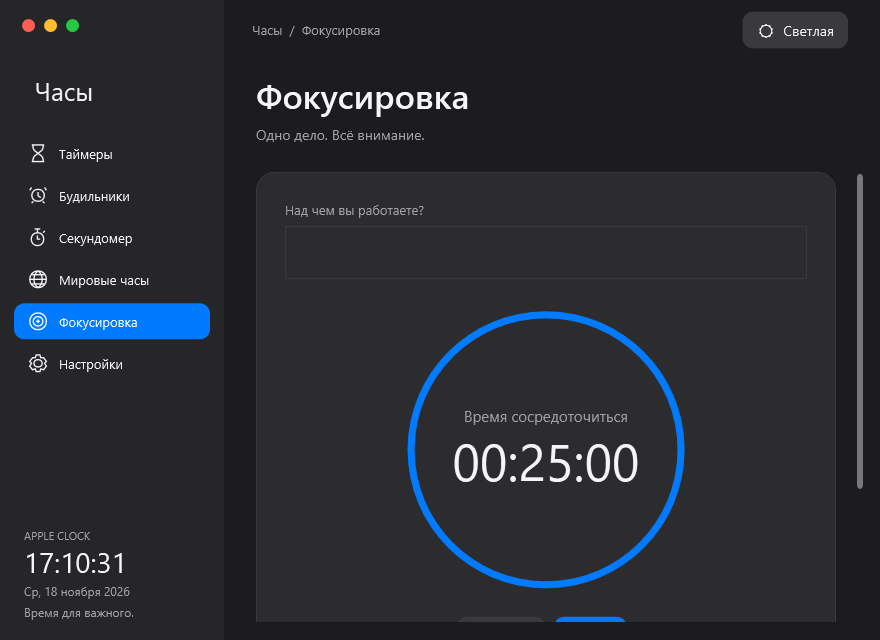 Часы / Фокусировка
Светлая
Часы
Таймеры
Будильники
Секундомер
Мировые часы
Фокусировка
Настройки
APPLE CLOCK
17:10:31
Ср, 18 ноября 2026
Время для важного.
Фокусировка
Одно дело. Всё внимание.
Над чем вы работаете?
Время сосредоточиться
00:25:00